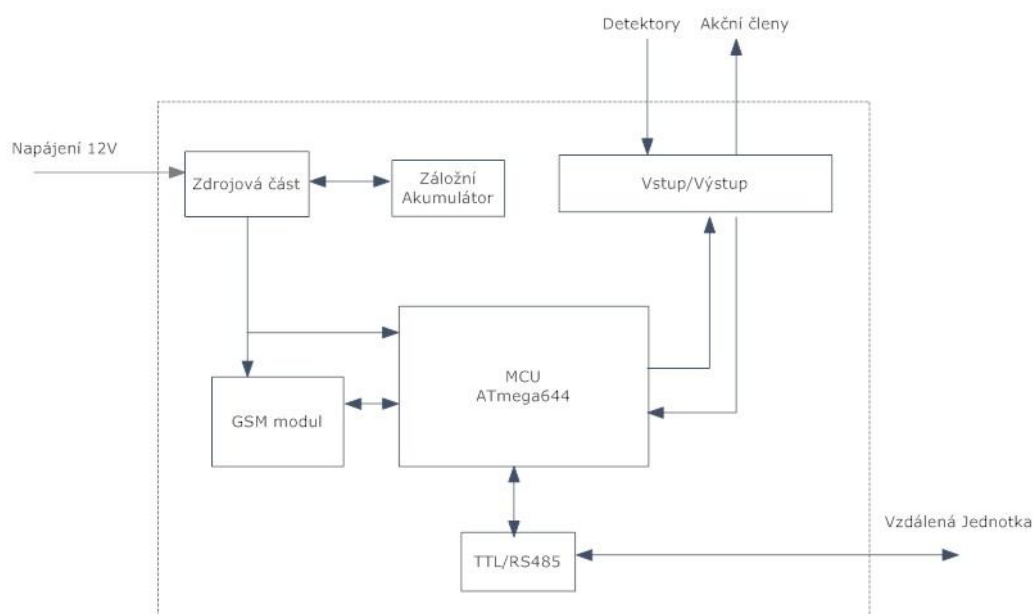 Detektory
Akční členy
Napájení 12V
Zdrojová část
Záložní
Akumulátor
Vstup/Výstup
MCU
ATmega644
GSM modul
Vzdálená Jednotka
TTL/RS485